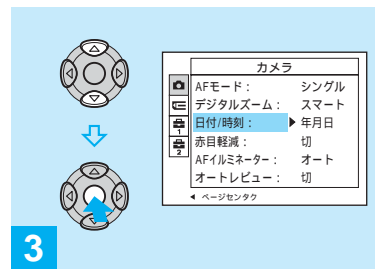 カメラ
AFモード： シングル
デジタルズーム： スマート
日付/時刻： 年月日
赤目軽減： 切
1
2
AFイルミネーター： オート
オートレビュー： 切
ページセンタク
3